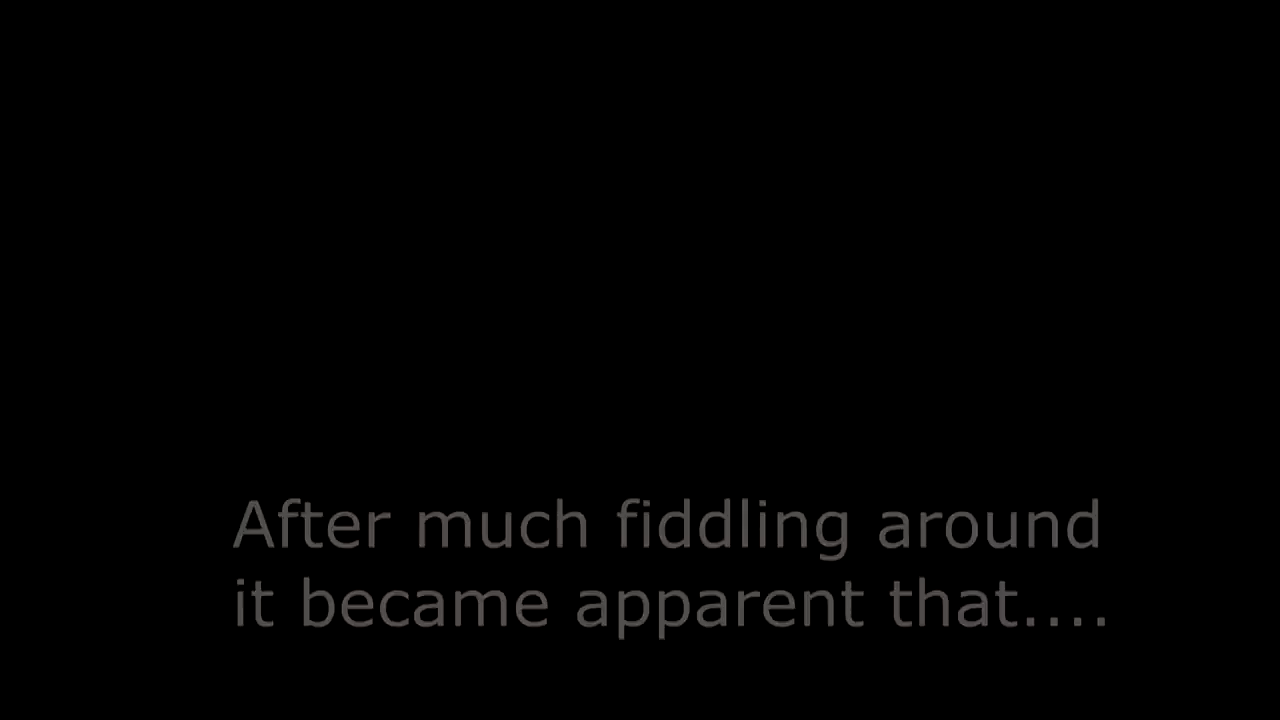 After much fiddling around
it became apparent that....